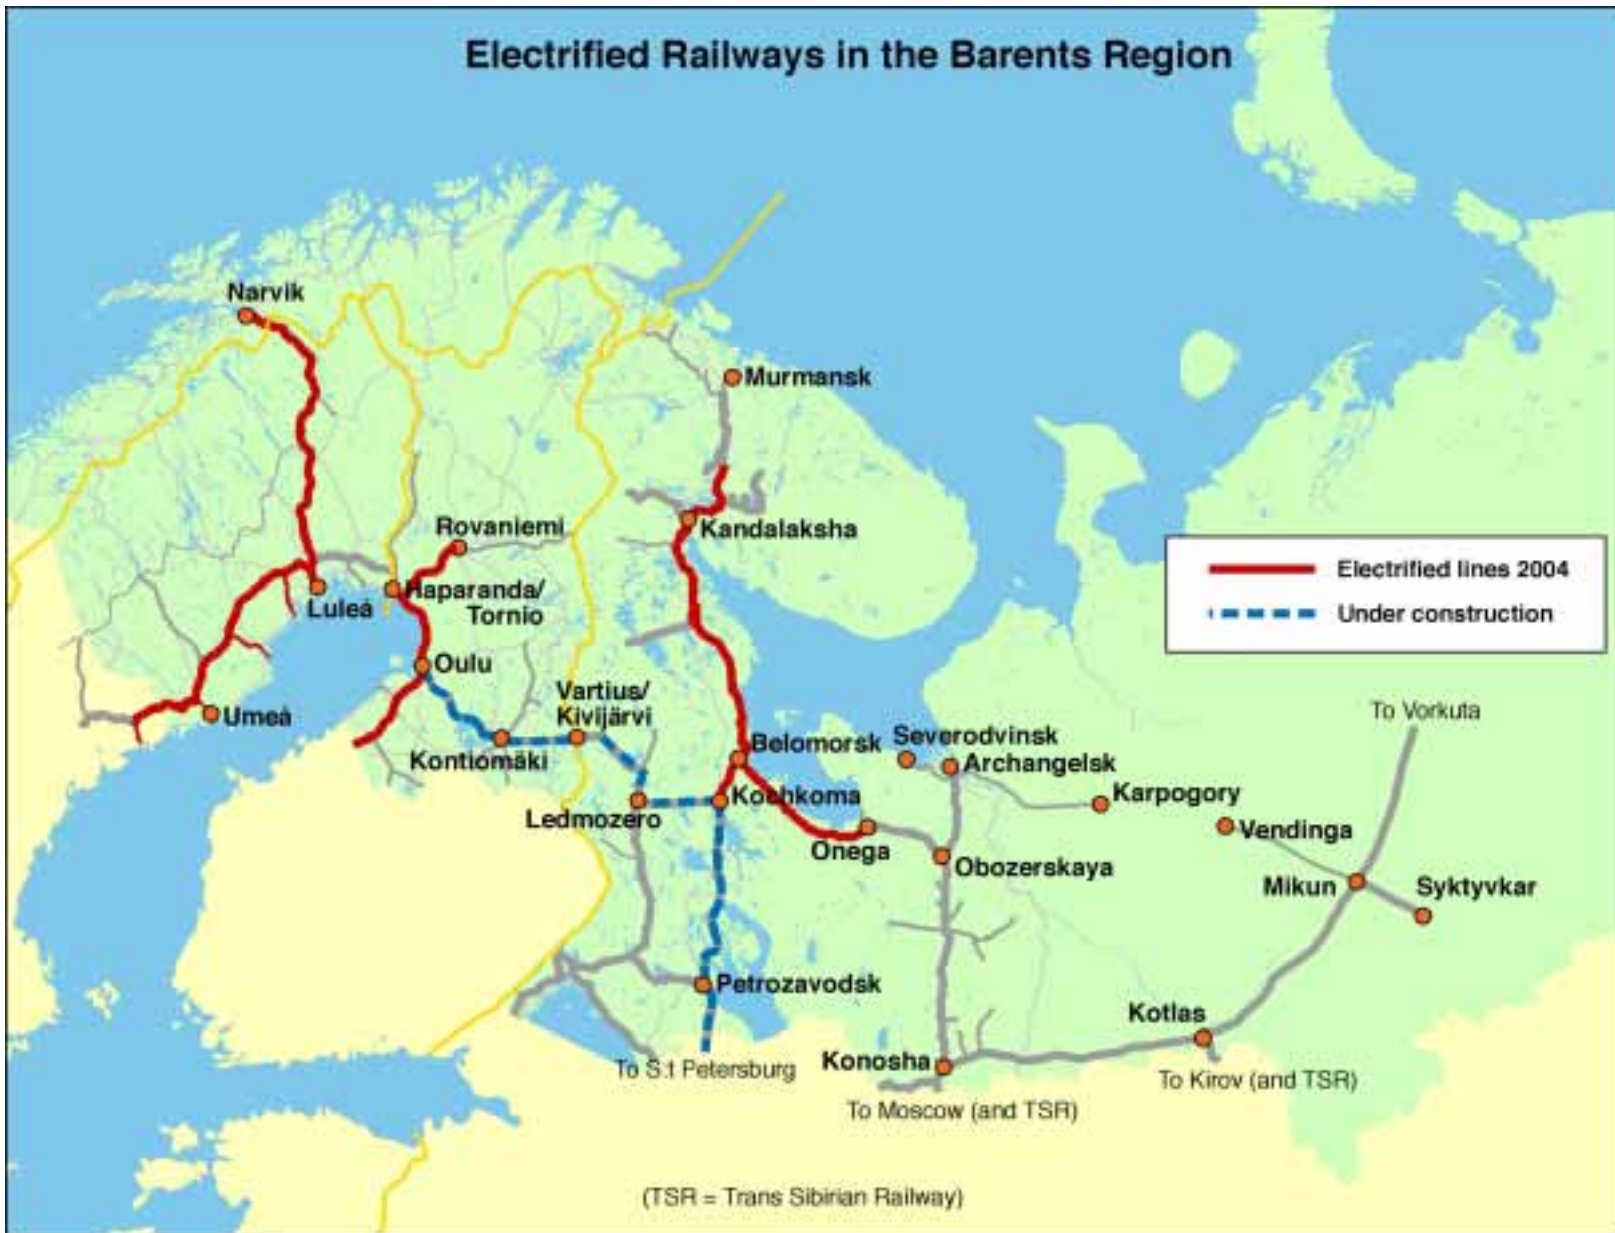 Electrified Railways in the Barents Region
Narvik
Murmansk
Kandalaksha
Rovaniemi
Haparanda/
Tornio
Luleå
Electrified lines 2004
Under construction
Oulu
Umeå
Vartius/
Kivijärvi
Kontiomäki
Belomorsk
Severodvinsk
Archangelsk
To Vorkuta
Karpogory
Kochkoma
Ledmozero
Onega
Vendinga
Obozerskaya
Mikun
Syktyvkar
Petrozavodsk
Kotlas
Konosha
To S:t Petersburg
To Kirov (and TSR)
To Moscow (and TSR)
(TSR = Trans Sibirian Railway)